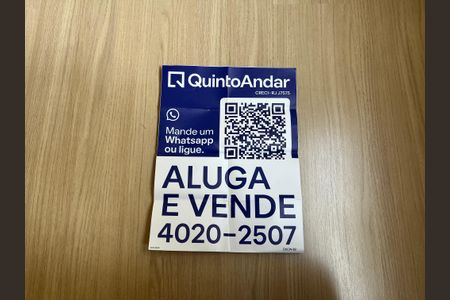 QuintoAndar
CRECI-RJ J7575
Mande um
Whatsapp
ou ligue.
ALUGA
E VENDE
4020-2507